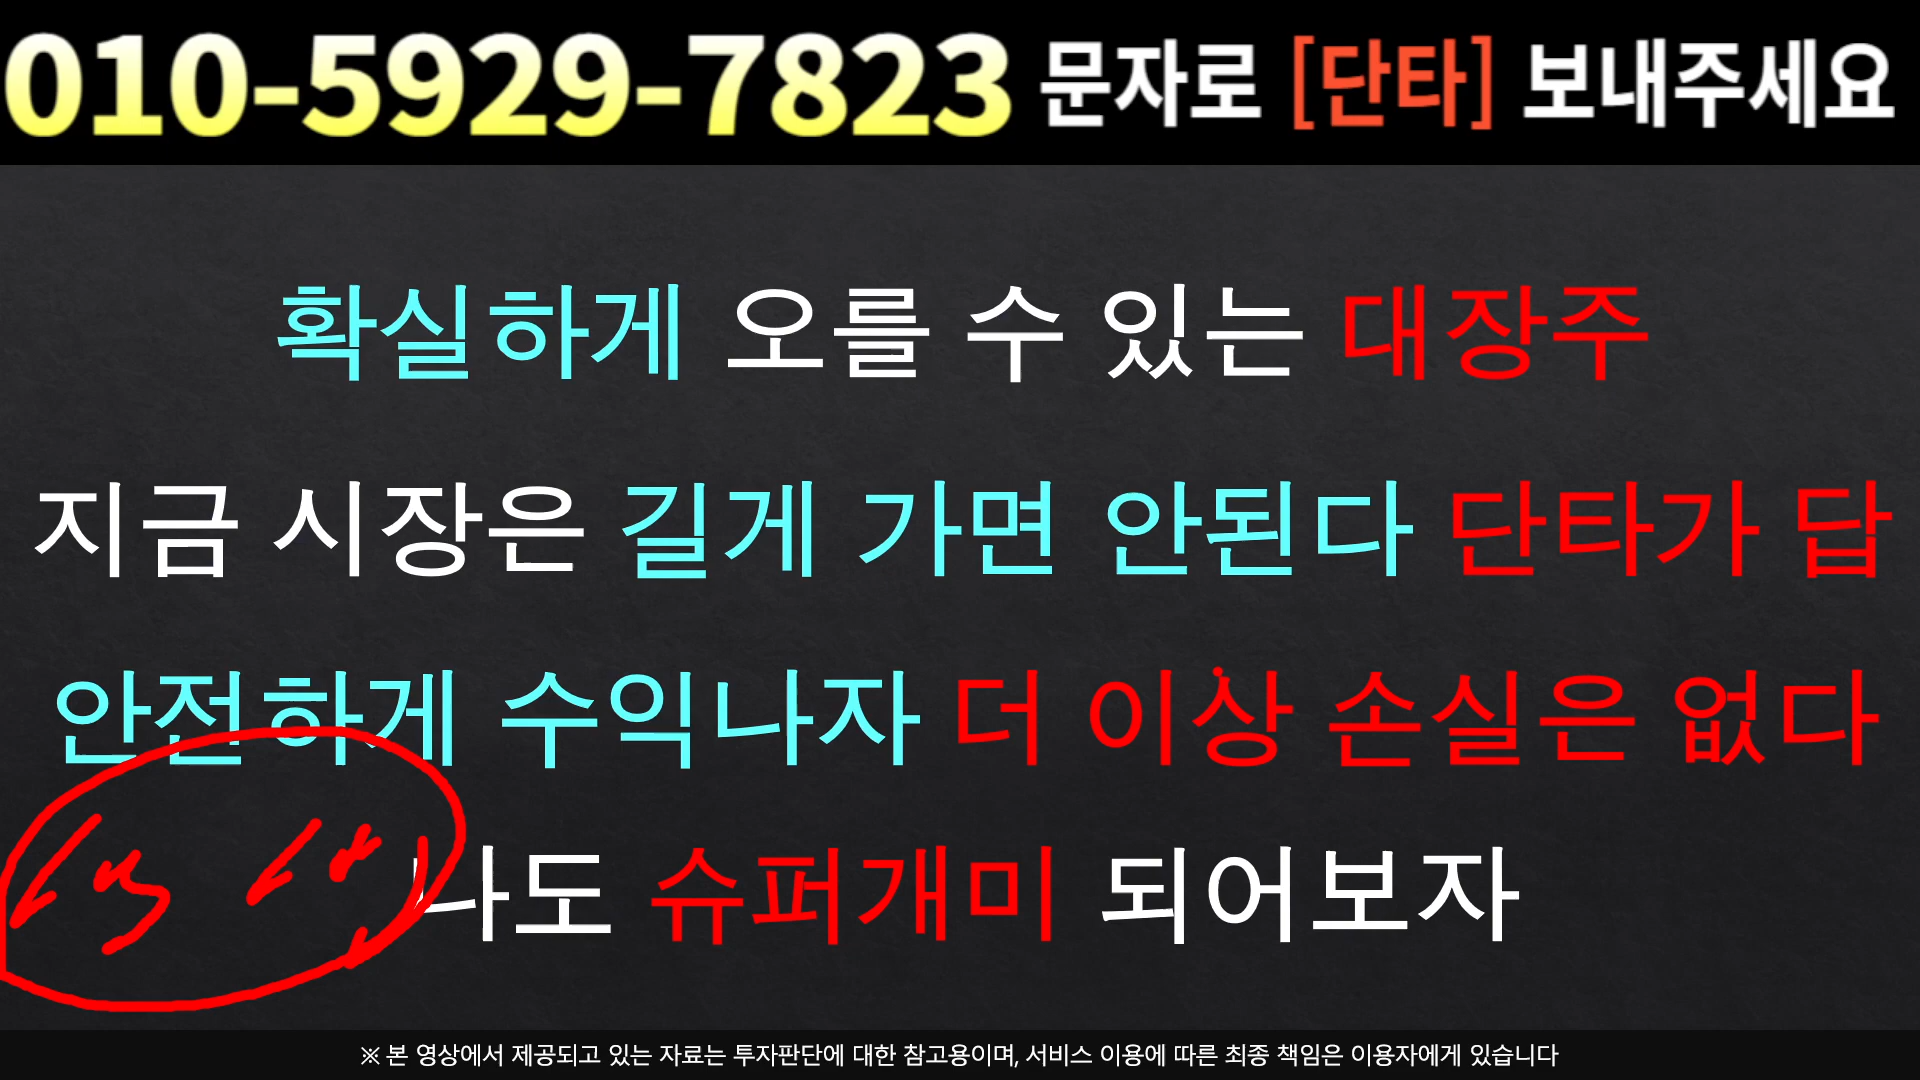 010-5929-7823 문자로 [단타] 보내주세요
확실하게 오를 수 있는 대장주
지금 시장은 길게 가면 안된다 단타가 답
안전하게 수익나자 더 이상 손실은 없다
나도 슈퍼개미 되어보자
※ 본 영상에서 제공되고 있는 자료는 투자판단에 대한 참고용이며, 서비스 이용에 따른 최종 책임은 이용자에게 있습니다